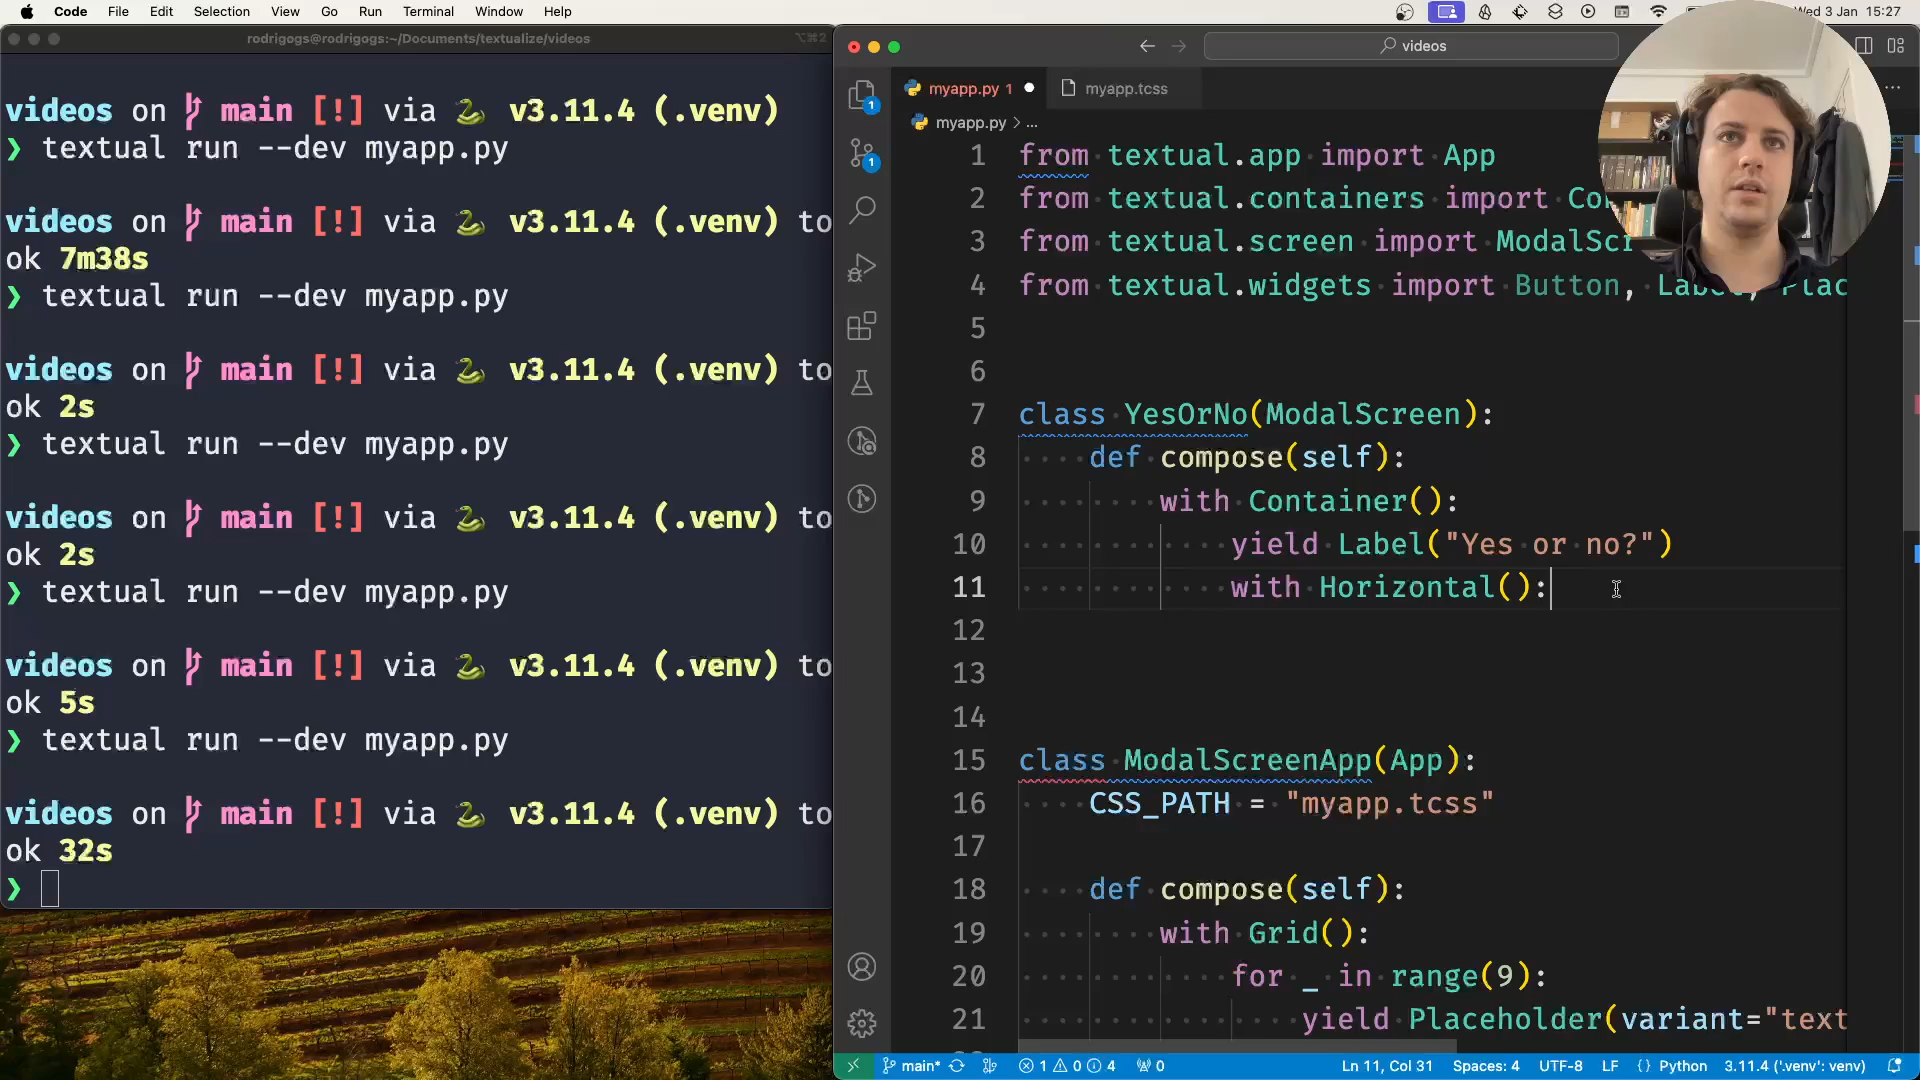 Code File Edit Selection View Go Run Terminal Window Help
Wed 3 Jan 15:27
rodrigogs@rodrigogs:~/Documents/textualize/videos
⌥⌘2
videos on main [!] via v3.11.4 (.venv)
❯ textual run --dev myapp.py
videos on main [!] via v3.11.4 (.venv) to
ok 7m38s
❯ textual run --dev myapp.py
videos on main [!] via v3.11.4 (.venv) to
ok 2s
❯ textual run --dev myapp.py
videos on main [!] via v3.11.4 (.venv) to
ok 2s
❯ textual run --dev myapp.py
videos on main [!] via v3.11.4 (.venv) to
ok 5s
❯ textual run --dev myapp.py
videos on main [!] via v3.11.4 (.venv) to
ok 32s
❯
videos
1
1
myapp.py 1
myapp.tcss
myapp.py > ...
1 from textual.app import App
2 from textual.containers import Co
3 from textual.screen import ModalScr
4 from textual.widgets import Button, Label, Plac
5
6
7 class YesOrNo(ModalScreen):
8 def compose(self):
9 with Container():
10 yield Label("Yes or no?")
11 with Horizontal():
12
13
14
15 class ModalScreenApp(App):
16 CSS_PATH = "myapp.tcss"
17
18 def compose(self):
19 with Grid():
20 for _ in range(9):
21 yield Placeholder(variant="text
main* 1 0 4 0 Ln 11, Col 31 Spaces: 4 UTF-8 LF {} Python 3.11.4 ('.venv': venv)